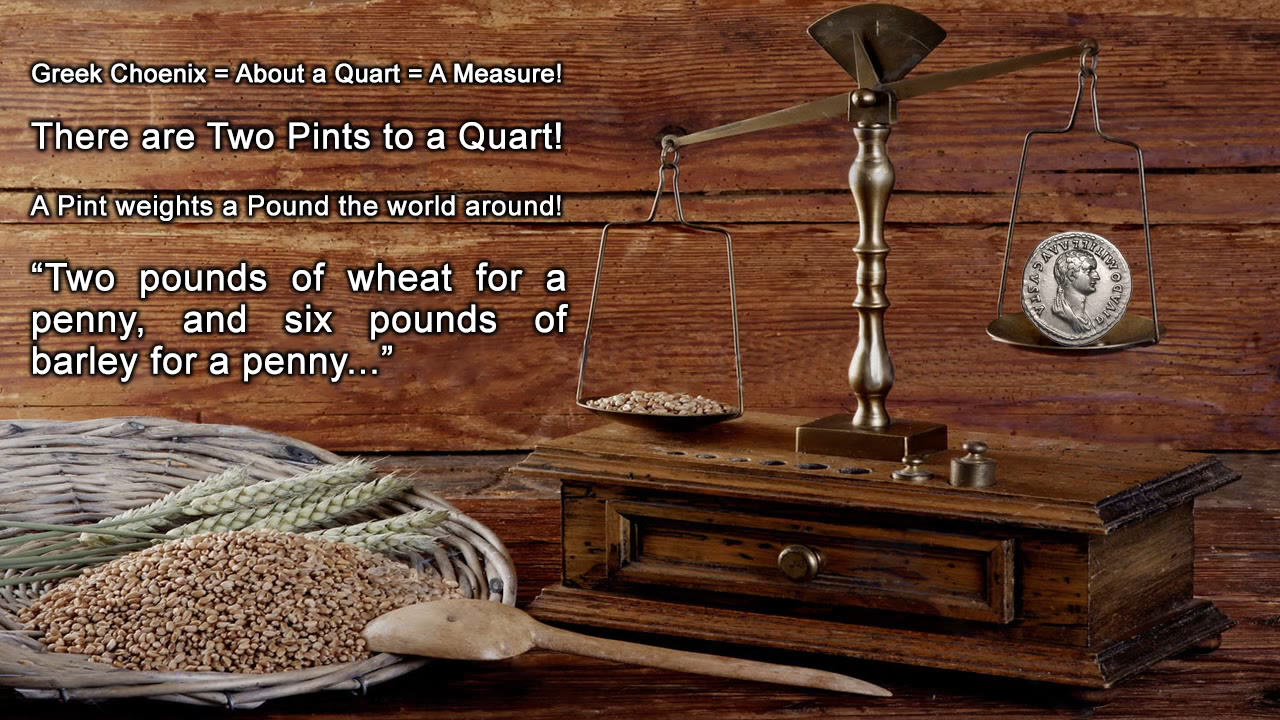 Greek Choenix = About a Quart = A Measure!
There are Two Pints to a Quart!
A Pint weights a Pound the world around!
“Two pounds of wheat for a
penny, and six pounds of
barley for a penny...”